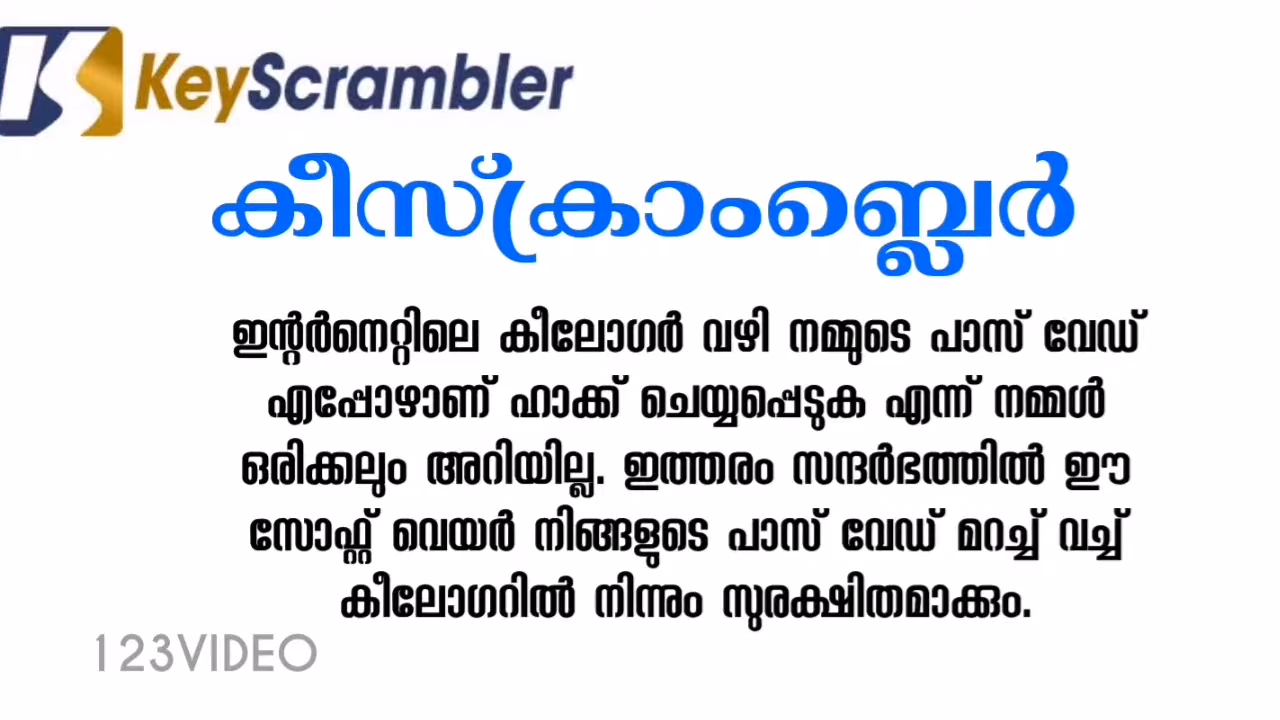 KeyScrambler
കീസ്ക്രാംബ്ലെർ
ഇന്റർനെറ്റിലെ കീലോഗർ വഴി നമ്മുടെ പാസ് വേഡ്
എപ്പോഴാണ് ഹാക്ക് ചെയ്യപ്പെടുക എന്ന് നമ്മൾ
ഒരിക്കലും അറിയില്ല. ഇത്തരം സന്ദർഭത്തിൽ ഈ
സോഫ്റ്റ് വെയർ നിങ്ങളുടെ പാസ് വേഡ് മറച്ച് വച്ച്
കീലോഗറിൽ നിന്നും സുരക്ഷിതമാക്കും.
123VIDEO